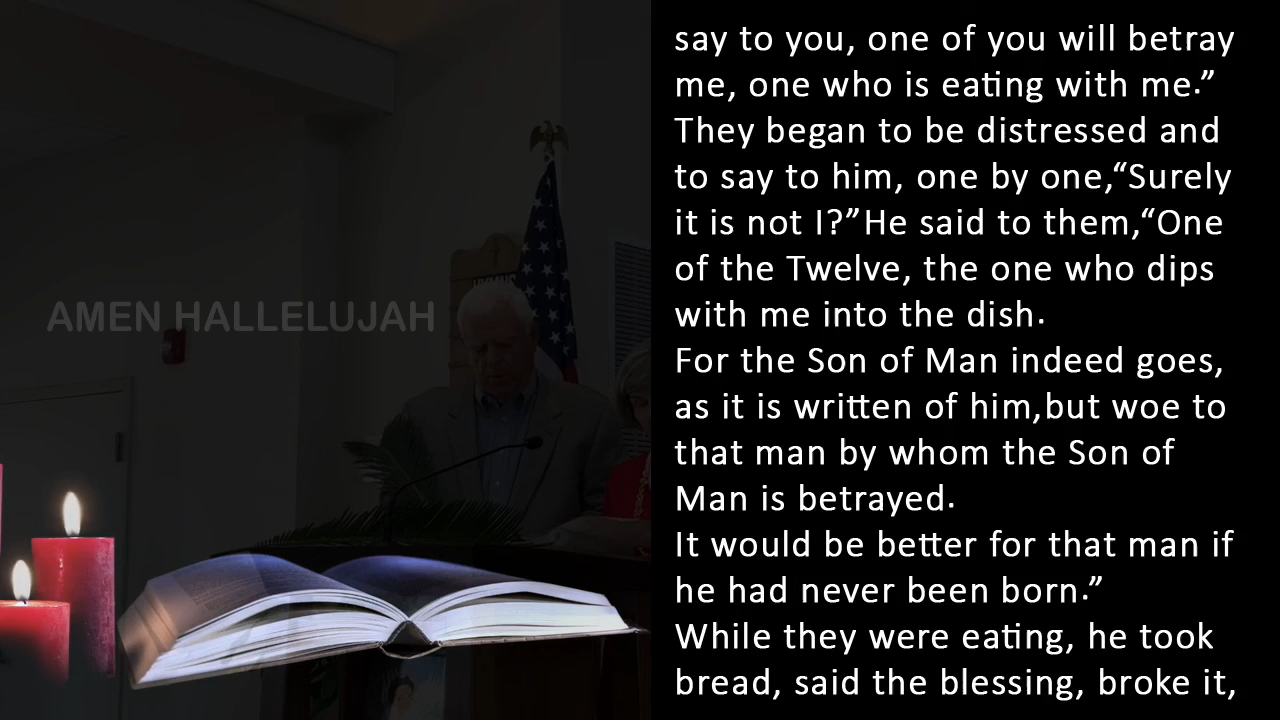 AMEN HALLELUJAH
say to you, one of you will betray
me, one who is eating with me.”
They began to be distressed and
to say to him, one by one,“Surely
it is not I?”He said to them,“One
of the Twelve, the one who dips
with me into the dish.
For the Son of Man indeed goes,
as it is written of him,but woe to
that man by whom the Son of
Man is betrayed.
It would be better for that man if
he had never been born.”
While they were eating, he took
bread, said the blessing, broke it,